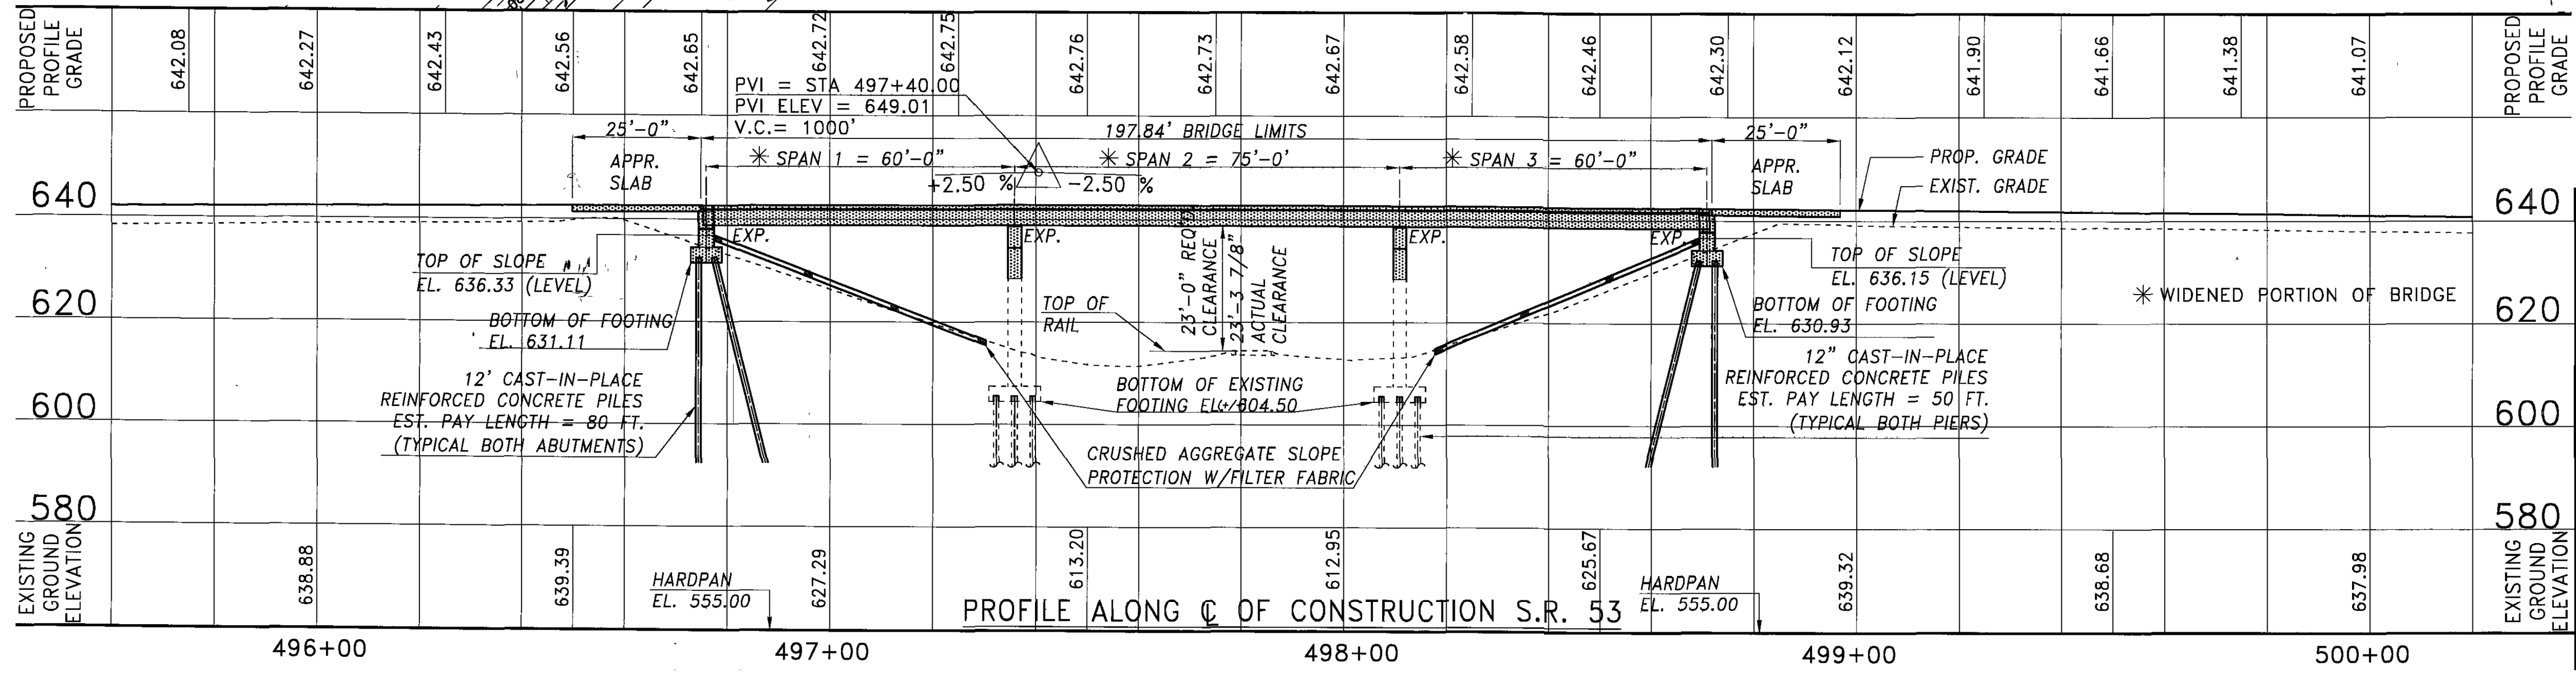 PROPOSED
PROFILE
GRADE
642.08
642.27
642.43
642.56
642.65
642.72
642.75
642.76
642.73
642.67
642.58
642.46
642.30
642.12
641.90
641.66
641.38
641.07
PROPOSED
PROFILE
GRADE
PVI = STA 497+40.00
PVI ELEV = 649.01
V.C.= 1000'
25'-0"
197.84' BRIDGE LIMITS
25'-0"
APPR.
SLAB
✳ SPAN 1 = 60'-0"
✳ SPAN 2 = 75'-0'
✳ SPAN 3 = 60'-0"
APPR.
SLAB
+2.50 %
-2.50 %
PROP. GRADE
EXIST. GRADE
640
640
EXP.
EXP.
EXP.
EXP.
23'-0" REQ'D
CLEARANCE
23'-3 7/8"
ACTUAL
CLEARANCE
TOP OF SLOPE
EL. 636.33 (LEVEL)
TOP OF SLOPE
EL. 636.15 (LEVEL)
✳ WIDENED PORTION OF BRIDGE
620
620
TOP OF
RAIL
BOTTOM OF FOOTING
EL. 631.11
BOTTOM OF FOOTING
EL. 630.93
12' CAST-IN-PLACE
REINFORCED CONCRETE PILES
EST. PAY LENGTH = 80 FT.
(TYPICAL BOTH ABUTMENTS)
BOTTOM OF EXISTING
FOOTING EL.+/-604.50
12" CAST-IN-PLACE
REINFORCED CONCRETE PILES
EST. PAY LENGTH = 50 FT.
(TYPICAL BOTH PIERS)
600
600
CRUSHED AGGREGATE SLOPE
PROTECTION W/FILTER FABRIC
580
580
EXISTING
GROUND
ELEVATION
638.88
639.39
627.29
613.20
612.95
625.67
639.32
638.68
637.98
EXISTING
GROUND
ELEVATION
HARDPAN
EL. 555.00
HARDPAN
EL. 555.00
PROFILE ALONG ℄ OF CONSTRUCTION S.R. 53
496+00
497+00
498+00
499+00
500+00